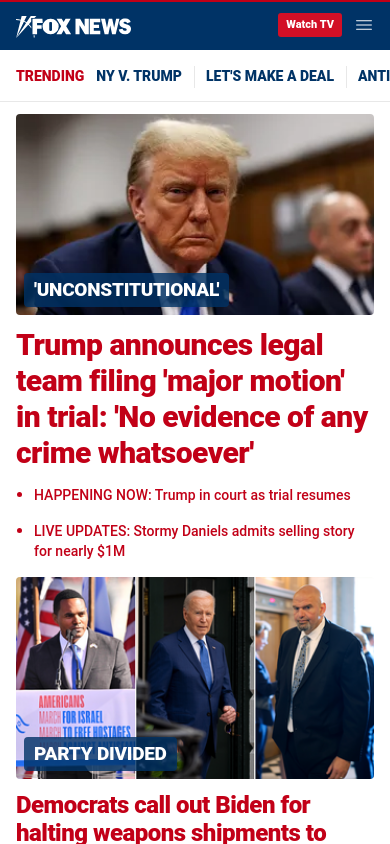 FOX NEWS
Watch TV
TRENDING NY V. TRUMP LET'S MAKE A DEAL ANTI
'UNCONSTITUTIONAL'
Trump announces legal
team filing 'major motion'
in trial: 'No evidence of any
crime whatsoever'
HAPPENING NOW: Trump in court as trial resumes
LIVE UPDATES: Stormy Daniels admits selling story
for nearly $1M
AMERICANS
MARCH FOR ISRAEL
MARCH TO FREE HOSTAGES
PARTY DIVIDED
Democrats call out Biden for
halting weapons shipments to